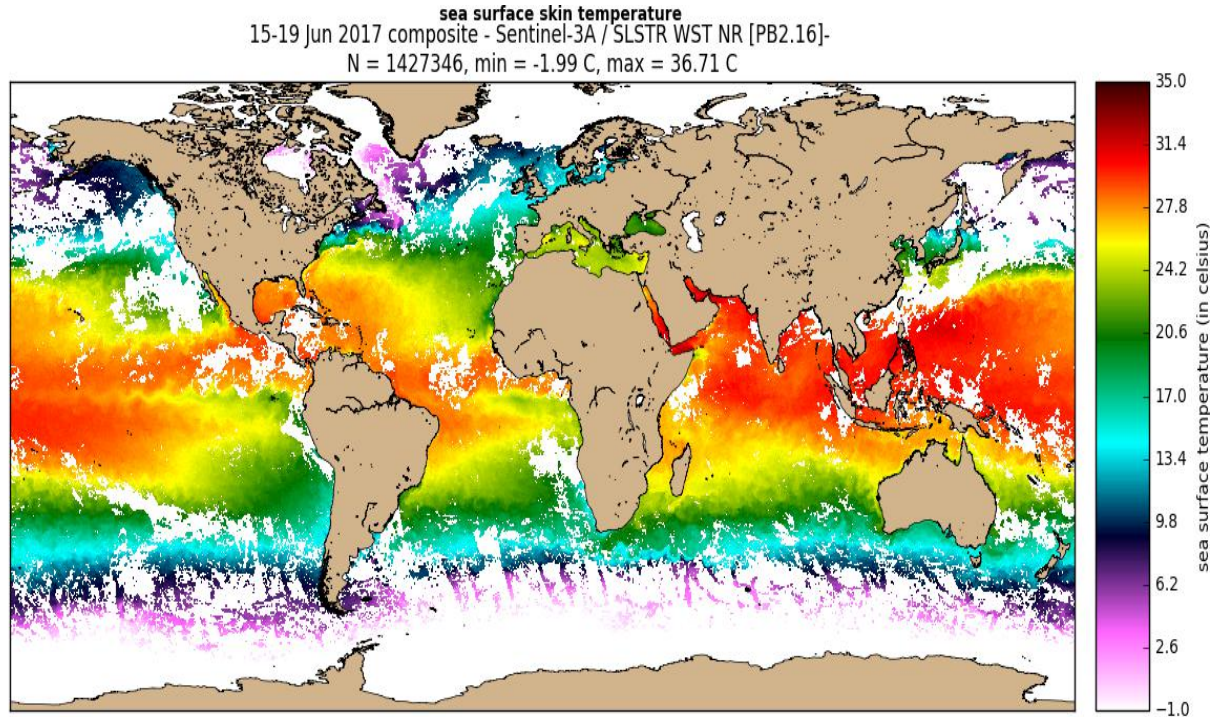 sea surface skin temperature
15-19 Jun 2017 composite - Sentinel-3A / SLSTR WST NR [PB2.16]-
N = 1427346, min = -1.99 C, max = 36.71 C
35.0
31.4
27.8
24.2
20.6
17.0
13.4
9.8
6.2
2.6
−1.0
sea surface temperature (in celsius)